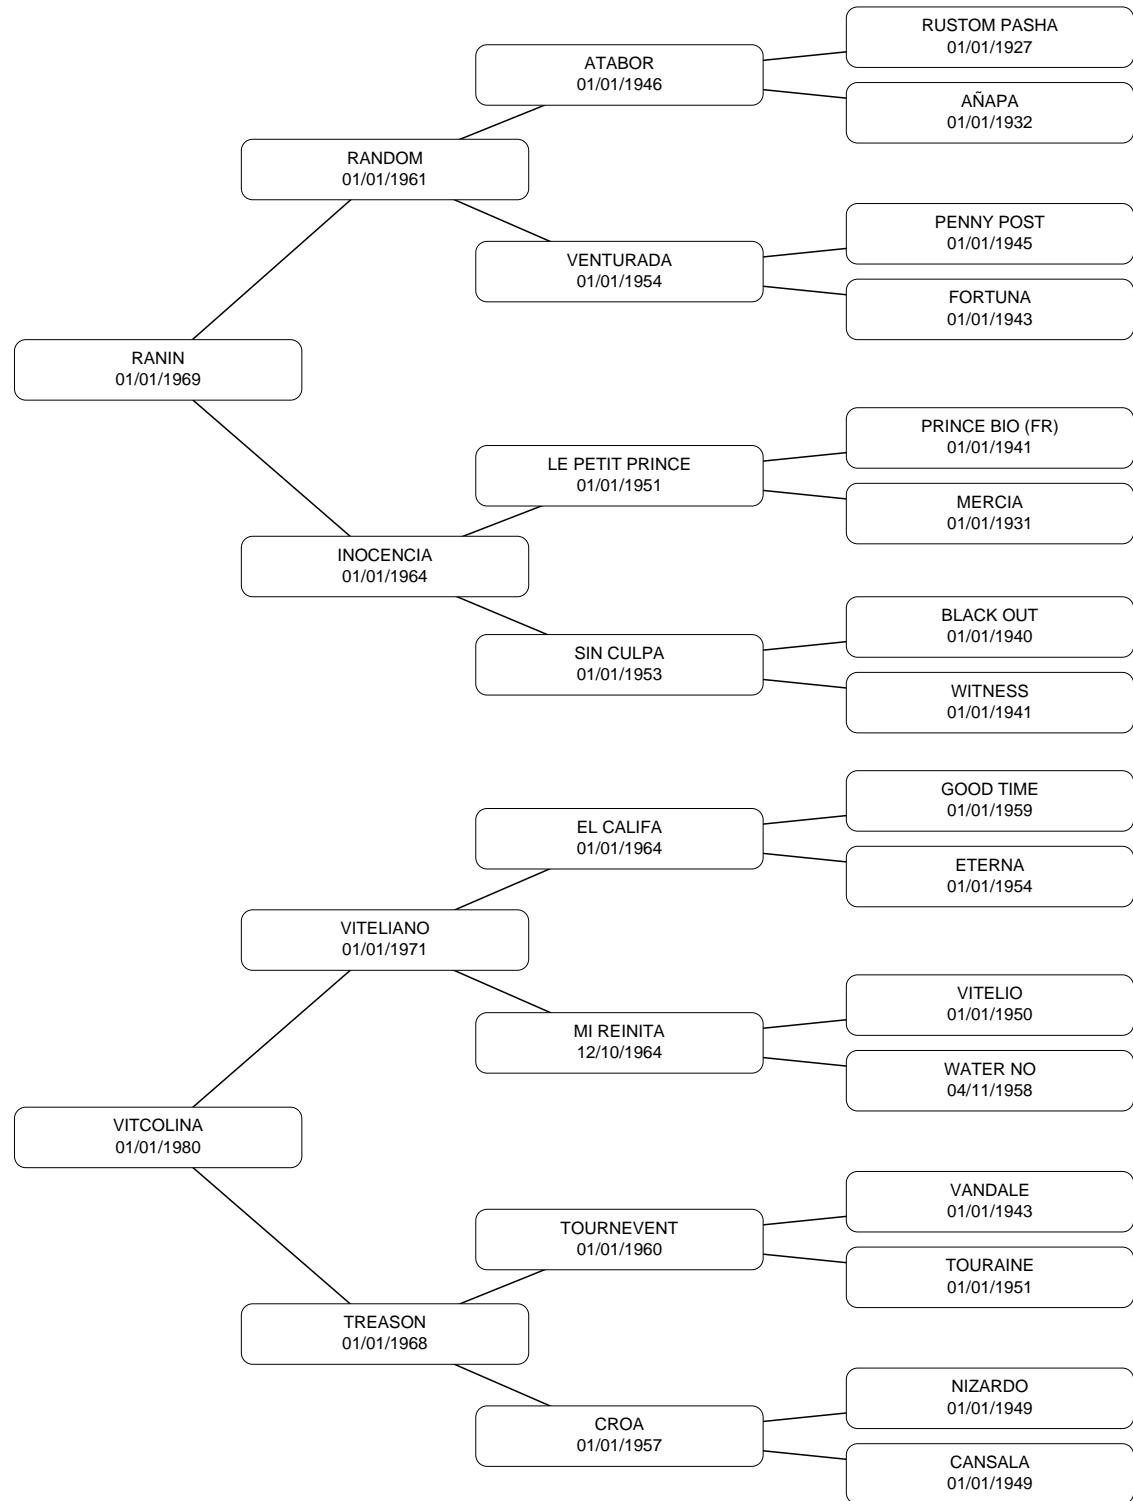 RUSTOM PASHA
01/01/1927
ATABOR
01/01/1946
AÑAPA
01/01/1932
RANDOM
01/01/1961
PENNY POST
01/01/1945
VENTURADA
01/01/1954
FORTUNA
01/01/1943
RANIN
01/01/1969
PRINCE BIO (FR)
01/01/1941
LE PETIT PRINCE
01/01/1951
MERCIA
01/01/1931
INOCENCIA
01/01/1964
BLACK OUT
01/01/1940
SIN CULPA
01/01/1953
WITNESS
01/01/1941
GOOD TIME
01/01/1959
EL CALIFA
01/01/1964
ETERNA
01/01/1954
VITELIANO
01/01/1971
VITELIO
01/01/1950
MI REINITA
12/10/1964
WATER NO
04/11/1958
VITCOLINA
01/01/1980
VANDALE
01/01/1943
TOURNEVENT
01/01/1960
TOURAINE
01/01/1951
TREASON
01/01/1968
NIZARDO
01/01/1949
CROA
01/01/1957
CANSALA
01/01/1949